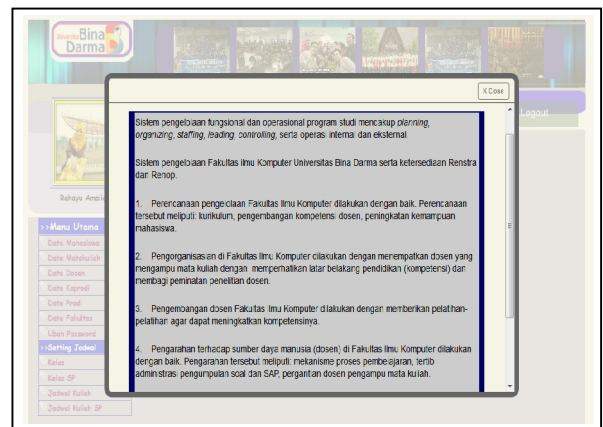 Universitas Bina
Darma
X Close
Logout
Sistem pengelolaan fungsional dan operasional program studi mencakup planning,
organizing, staffing, leading, controlling, serta operasi internal dan eksternal
Sistem pengelolaan Fakultas Ilmu Komputer Universitas Bina Darma serta ketersediaan Renstra
dan Renop.
1. Perencanaan pengelolaan Fakultas Ilmu Komputer dilakukan dengan baik. Perencanaan
tersebut meliputi: kurikulum, pengembangan kompetensi dosen, peningkatan kemampuan
mahasiswa.
2. Pengorganisasian di Fakultas Ilmu Komputer dilakukan dengan menempatkan dosen yang
mengampu mata kuliah dengan memperhatikan latar belakang pendidikan (kompetensi) dan
membagi peminatan penelitian dosen.
3. Pengembangan dosen Fakultas Ilmu Komputer dilakukan dengan memberikan pelatihan-
pelatihan agar dapat meningkatkan kompetensinya.
4. Pengarahan terhadap sumber daya manusia (dosen) di Fakultas Ilmu Komputer dilakukan
dengan baik. Pengarahan tersebut meliputi: mekanisme proses pembelajaran, tertib
administrasi pengumpulan soal dan SAP, pergantian dosen pengampu mata kuliah.
Rahayu
>>Menu Utama
Data Mahasiswa
Data Matakuliah
Data Dosen
Data Kaprodi
Data Prodi
Data Fakultas
Ubah Password
>>Setting Jadwal
Kelas
Kelas SP
Jadwal Kuliah
Jadwal Kuliah SP